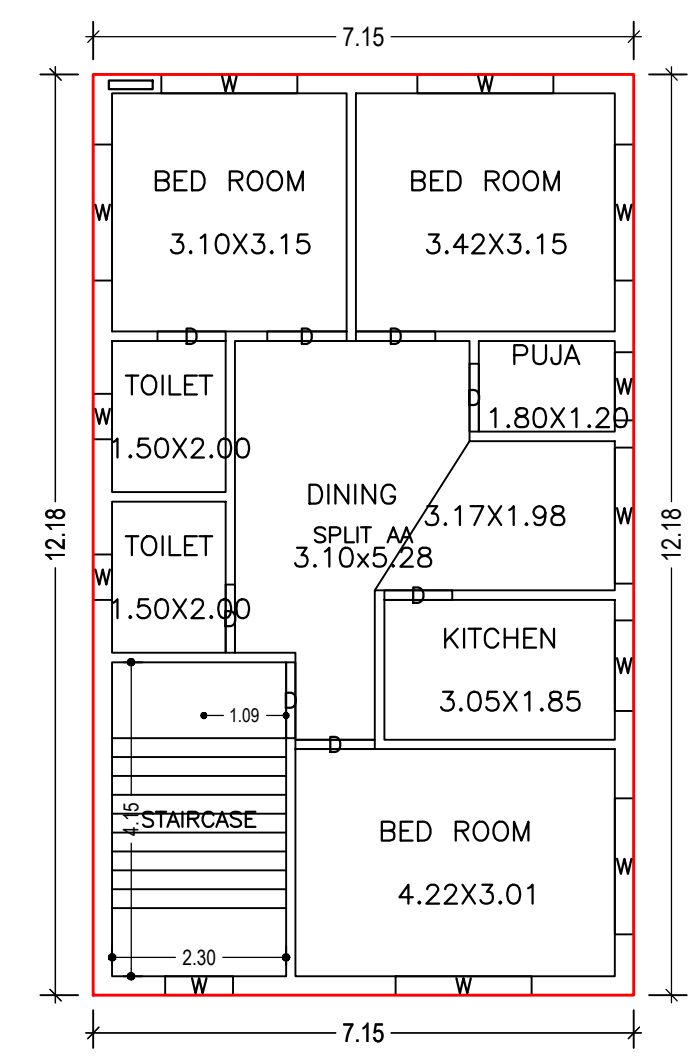 7.15
W
W
BED ROOM
BED ROOM
W
W
3.10X3.15
3.42X3.15
D
D
D
PUJA
TOILET
W
D
W
1.80X1.20
1.50X2.00
DINING
3.17X1.98
W
SPLIT AA
12.18
12.18
TOILET
3.10x5.28
W
D
1.50X2.00
D
KITCHEN
W
D
3.05X1.85
1.09
D
4.15
STAIRCASE
BED ROOM
W
4.22X3.01
2.30
W
W
7.15